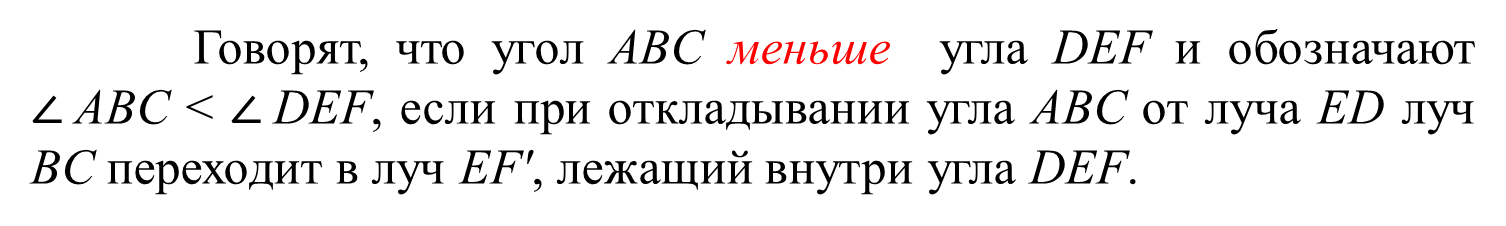 Говорят, что угол ABC меньше угла DEF и обозначают
∠ ABC < ∠ DEF, если при откладывании угла ABC от луча ED луч
BC переходит в луч EF', лежащий внутри угла DEF.